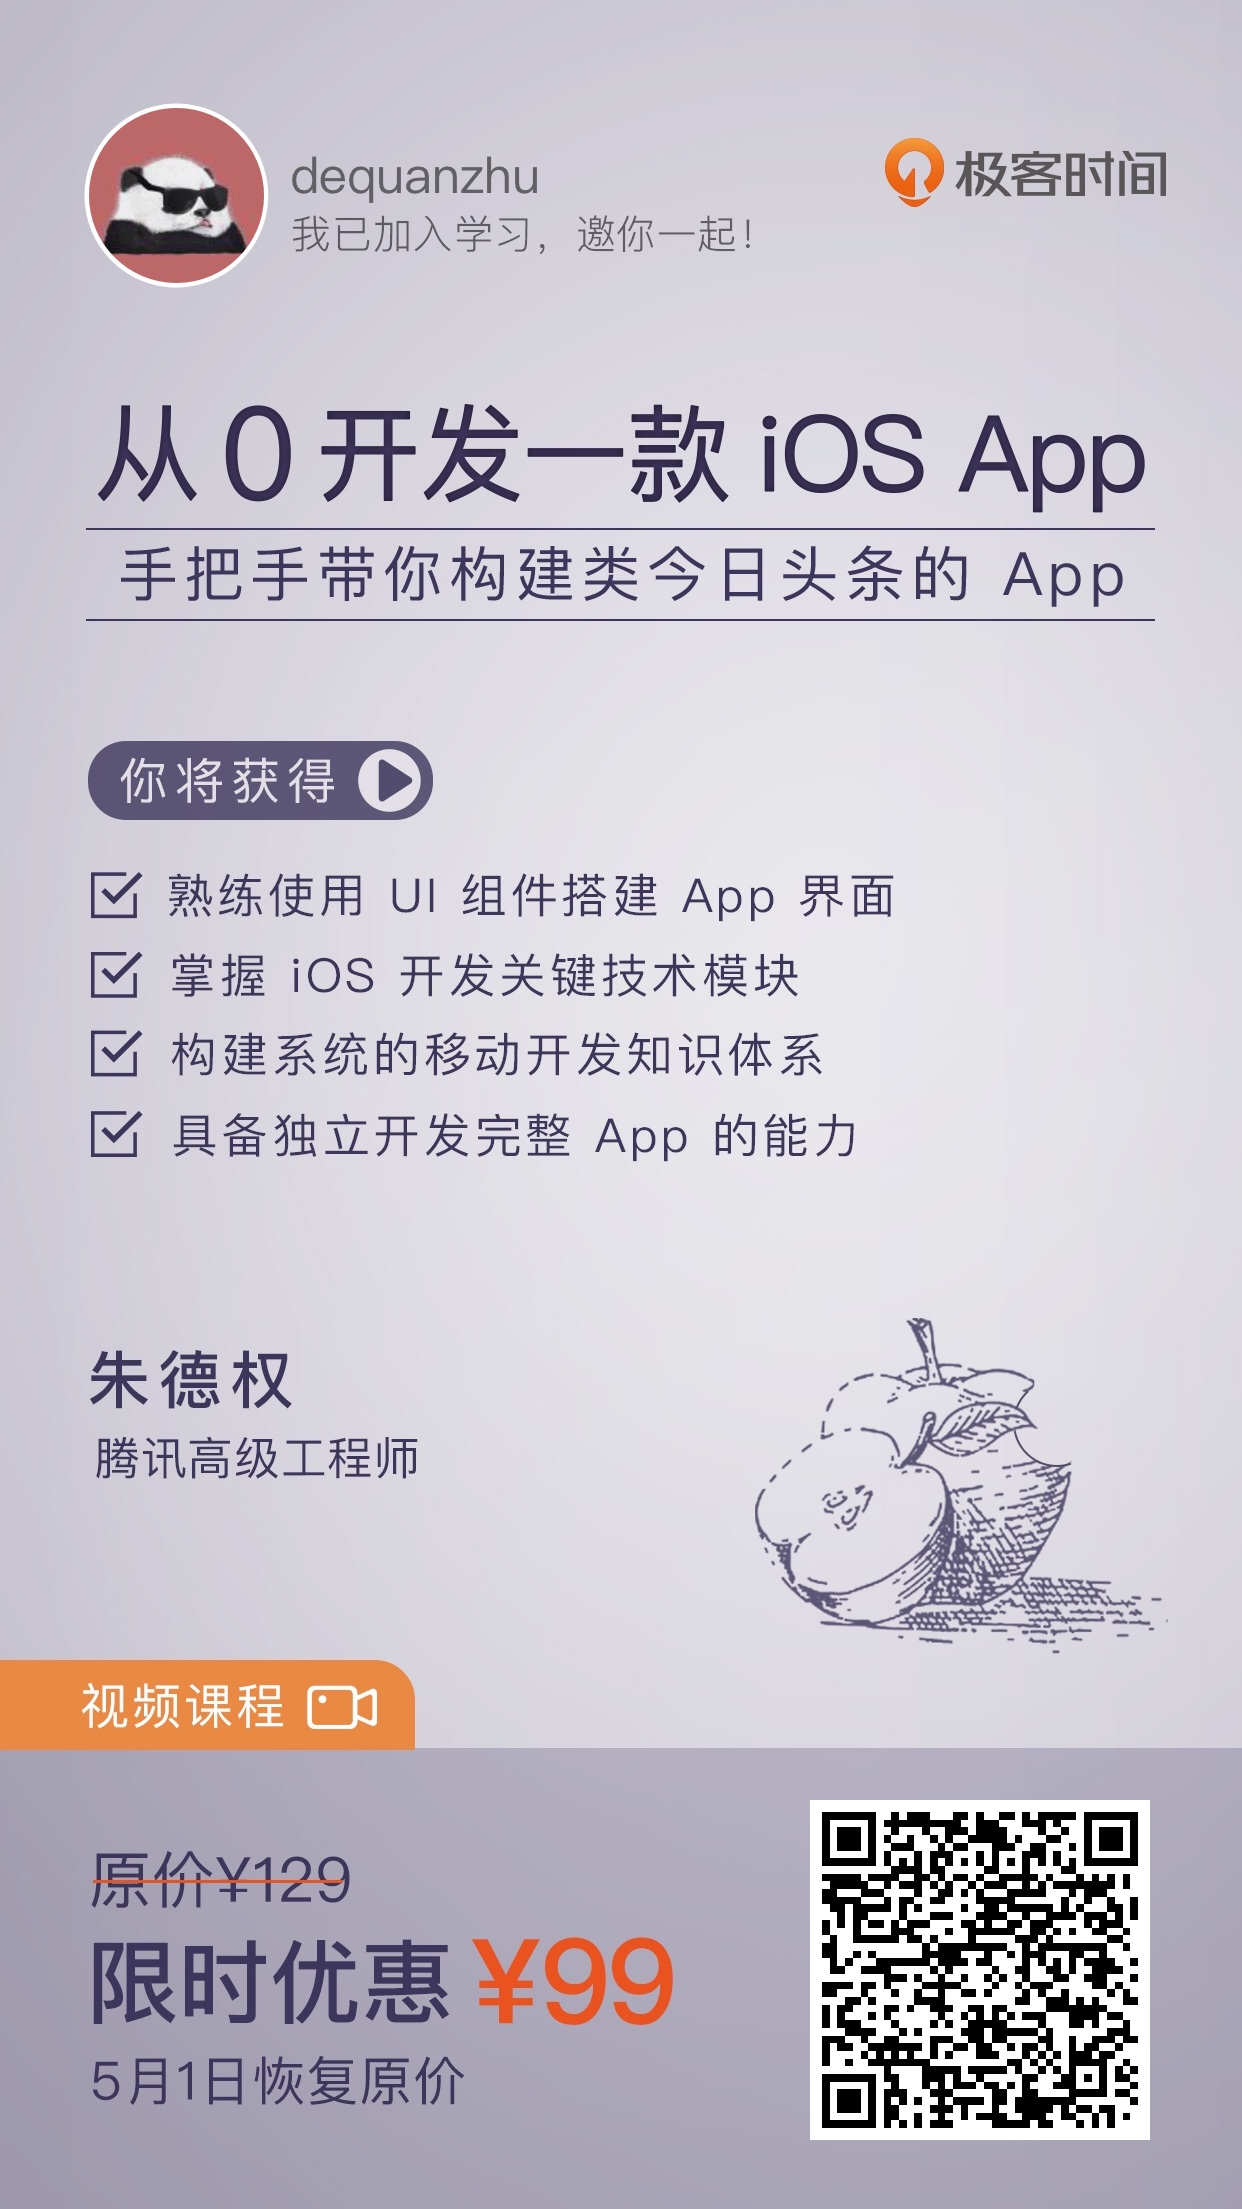 dequanzhu
我已加入学习，邀你一起！
极客时间
从 0 开发一款 iOS App
手把手带你构建类今日头条的 App
你将获得
熟练使用 UI 组件搭建 App 界面
掌握 iOS 开发关键技术模块
构建系统的移动开发知识体系
具备独立开发完整 App 的能力
朱德权
腾讯高级工程师
视频课程
原价¥129
限时优惠 ¥99
5月1日恢复原价